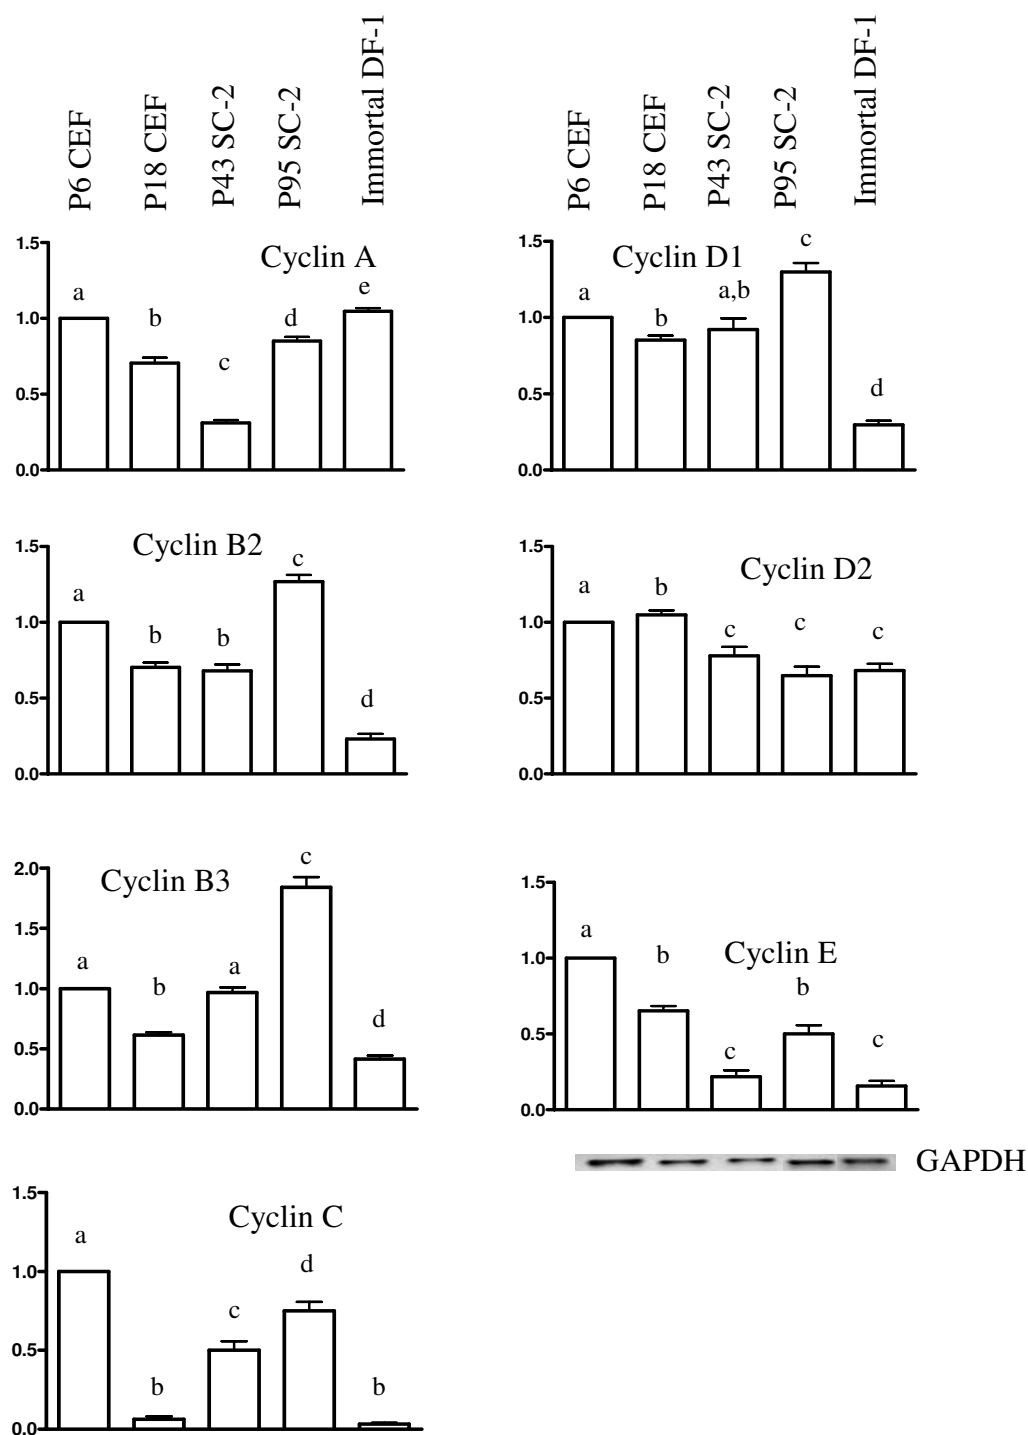 P6 CEF
P18 CEF
P43 SC-2
P95 SC-2
Immortal DF-1
P6 CEF
P18 CEF
P43 SC-2
P95 SC-2
Immortal DF-1
Cyclin A
1.5
1.0
0.5
0.0
a
b
c
d
e
Cyclin D1
1.5
1.0
0.5
0.0
a
b
a,b
c
d
Cyclin B2
1.5
1.0
0.5
0.0
a
b
b
c
d
Cyclin D2
1.5
1.0
0.5
0.0
a
b
c
c
c
Cyclin B3
2.0
1.5
1.0
0.5
0.0
a
b
a
c
d
Cyclin E
1.5
1.0
0.5
0.0
a
b
c
b
c
GAPDH
Cyclin C
1.5
1.0
0.5
0.0
a
b
c
d
b